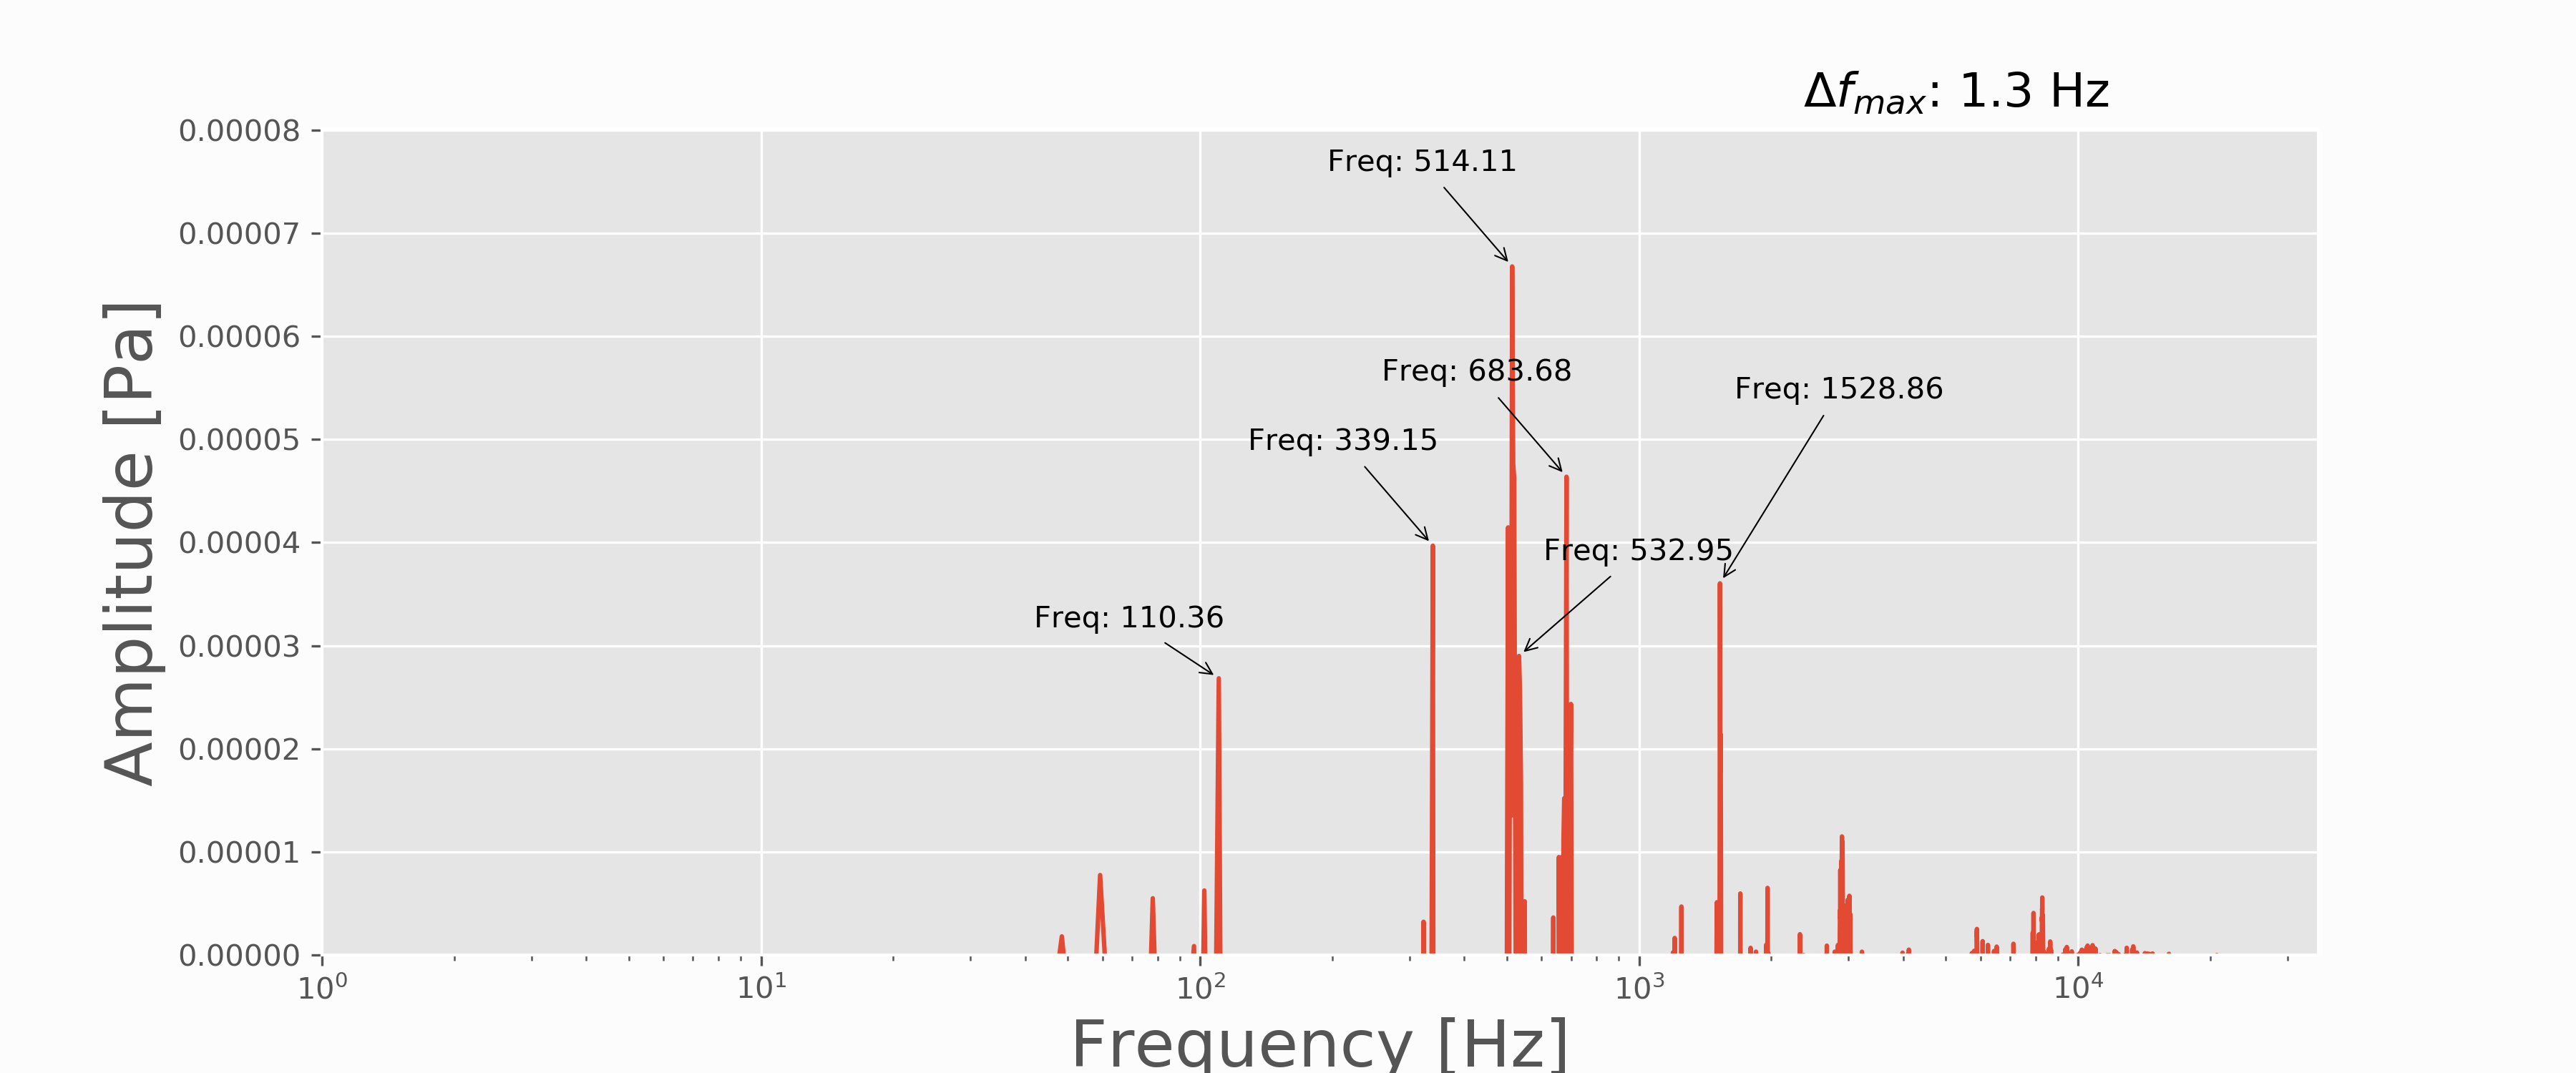 Δf_max: 1.3 Hz
0.00008
Freq: 514.11
0.00007
0.00006
Freq: 683.68
Freq: 1528.86
0.00005
Freq: 339.15
0.00004
Freq: 532.95
Freq: 110.36
0.00003
0.00002
0.00001
0.00000
Amplitude [Pa]
10⁰ 10¹ 10² 10³ 10⁴
Frequency [Hz]